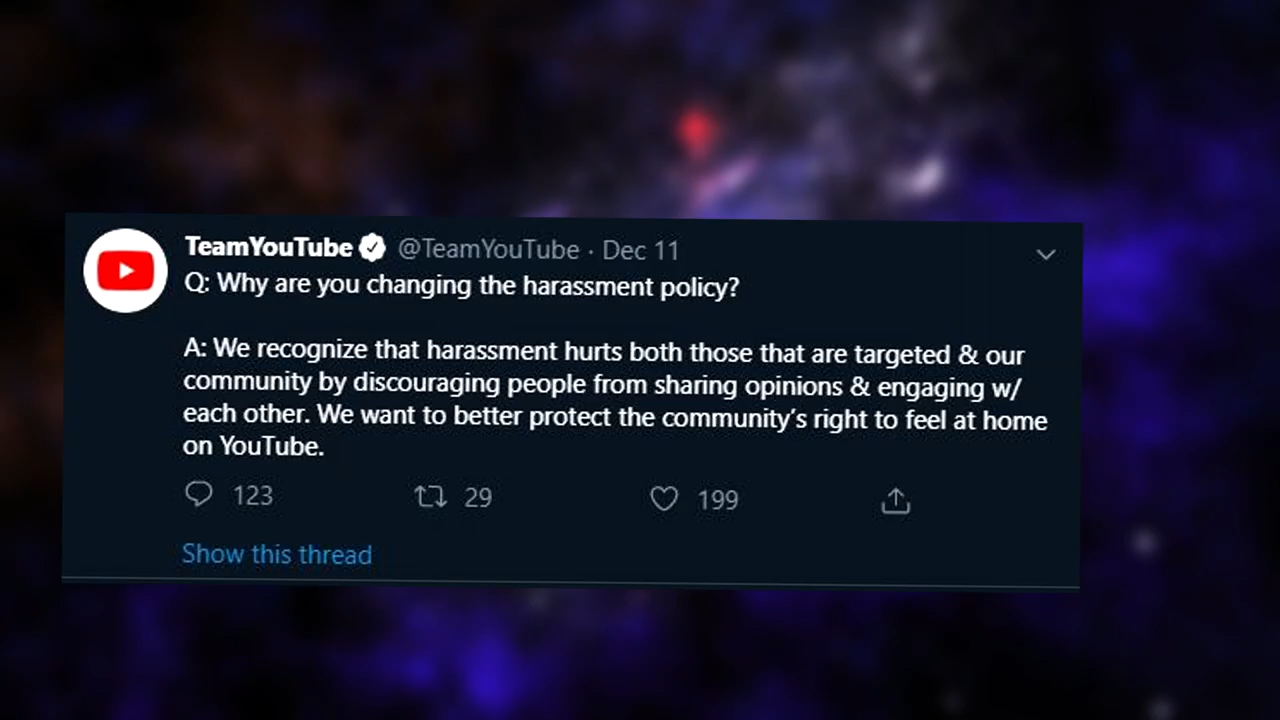 TeamYouTube @TeamYouTube · Dec 11
Q: Why are you changing the harassment policy?
A: We recognize that harassment hurts both those that are targeted & our
community by discouraging people from sharing opinions & engaging w/
each other. We want to better protect the community’s right to feel at home
on YouTube.
123 29 199
Show this thread